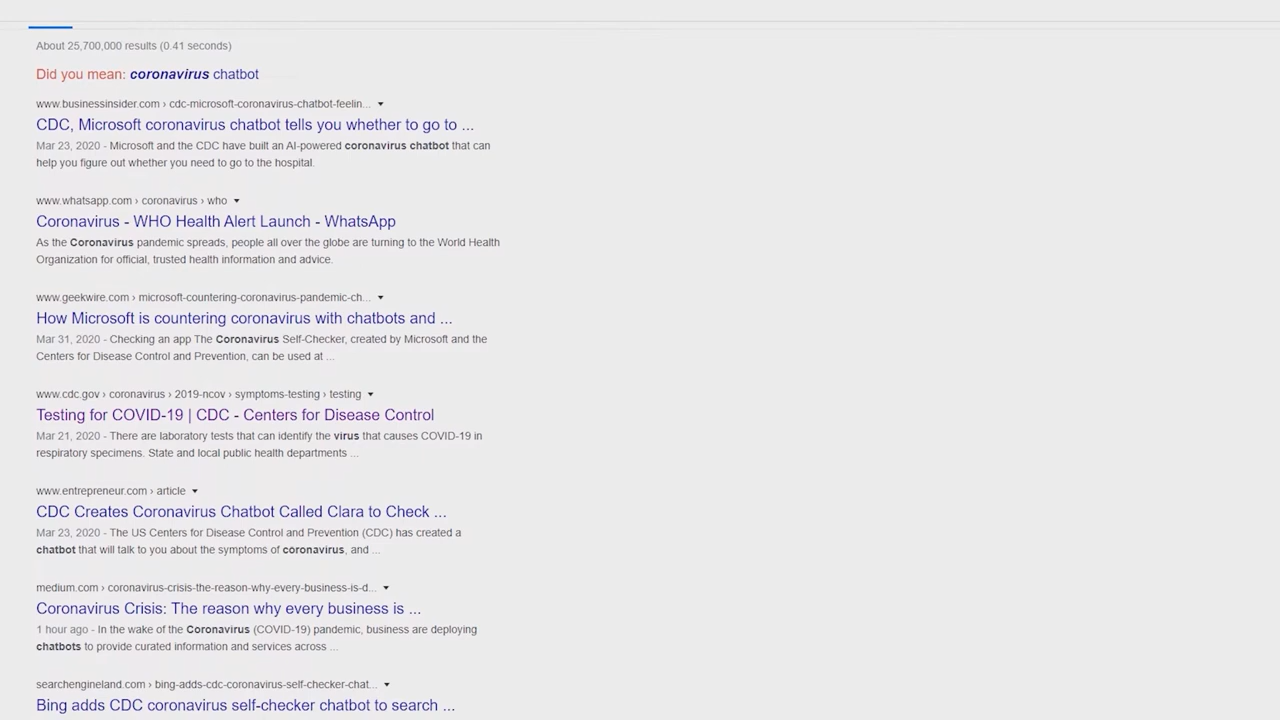 About 25,700,000 results (0.41 seconds)
Did you mean: coronavirus chatbot
www.businessinsider.com › cdc-microsoft-coronavirus-chatbot-feelin...
CDC, Microsoft coronavirus chatbot tells you whether to go to ...
Mar 23, 2020 - Microsoft and the CDC have built an AI-powered coronavirus chatbot that can
help you figure out whether you need to go to the hospital.
www.whatsapp.com › coronavirus › who
Coronavirus - WHO Health Alert Launch - WhatsApp
As the Coronavirus pandemic spreads, people all over the globe are turning to the World Health
Organization for official, trusted health information and advice.
www.geekwire.com › microsoft-countering-coronavirus-pandemic-ch...
How Microsoft is countering coronavirus with chatbots and ...
Mar 31, 2020 - Checking an app The Coronavirus Self-Checker, created by Microsoft and the
Centers for Disease Control and Prevention, can be used at ...
www.cdc.gov › coronavirus › 2019-ncov › symptoms-testing › testing
Testing for COVID-19 | CDC - Centers for Disease Control
Mar 21, 2020 - There are laboratory tests that can identify the virus that causes COVID-19 in
respiratory specimens. State and local public health departments ...
www.entrepreneur.com › article
CDC Creates Coronavirus Chatbot Called Clara to Check ...
Mar 23, 2020 - The US Centers for Disease Control and Prevention (CDC) has created a
chatbot that will talk to you about the symptoms of coronavirus, and ...
medium.com › coronavirus-crisis-the-reason-why-every-business-is-d...
Coronavirus Crisis: The reason why every business is ...
1 hour ago - In the wake of the Coronavirus (COVID-19) pandemic, business are deploying
chatbots to provide curated information and services across ...
searchengineland.com › bing-adds-cdc-coronavirus-self-checker-chat...
Bing adds CDC coronavirus self-checker chatbot to search ...